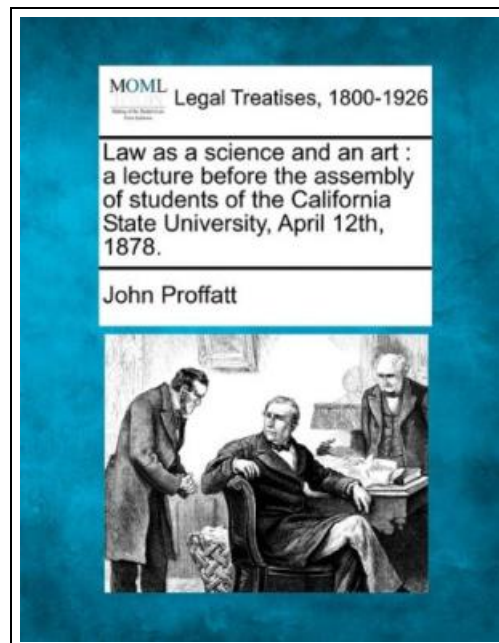 MOML
Legal Treatises, 1800-1926
Law as a science and an art :
a lecture before the assembly
of students of the California
State University, April 12th,
1878.
John Proffatt